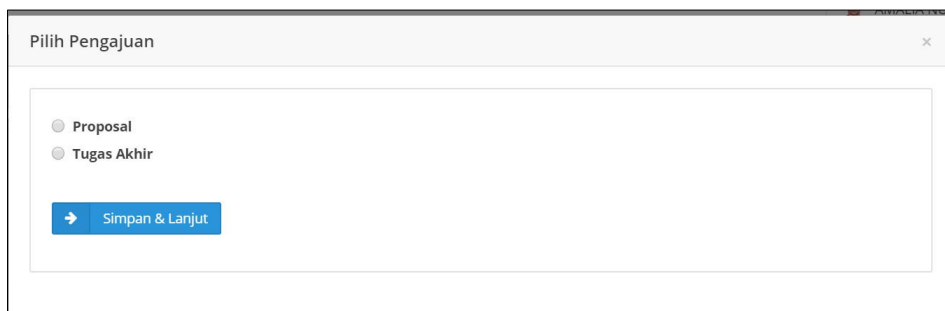 Pilih Pengajuan
×
Proposal
Tugas Akhir
Simpan & Lanjut